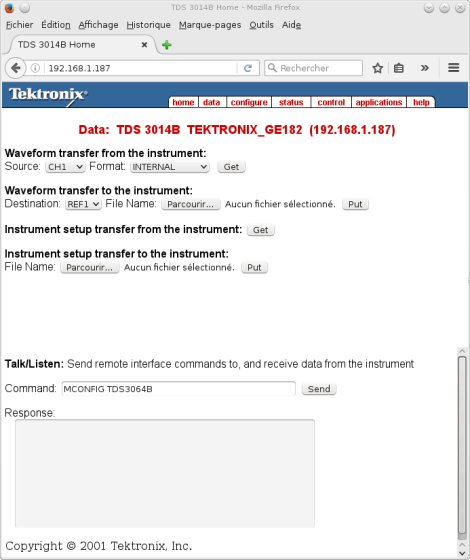 TDS 3014B Home - Mozilla Firefox
Fichier Édition Affichage Historique Marque-pages Outils Aide
TDS 3014B Home
192.168.1.187 Rechercher
Tektronix
home data configure status control applications help
Data: TDS 3014B TEKTRONIX_GE182 (192.168.1.187)
Waveform transfer from the instrument:
Source: CH1 Format: INTERNAL Get
Waveform transfer to the instrument:
Destination: REF1 File Name: Parcourir... Aucun fichier sélectionné. Put
Instrument setup transfer from the instrument: Get
Instrument setup transfer to the instrument:
File Name: Parcourir... Aucun fichier sélectionné. Put
Talk/Listen: Send remote interface commands to, and receive data from the instrument
Command: MCONFIG TDS3064B Send
Response:
Copyright © 2001 Tektronix, Inc.